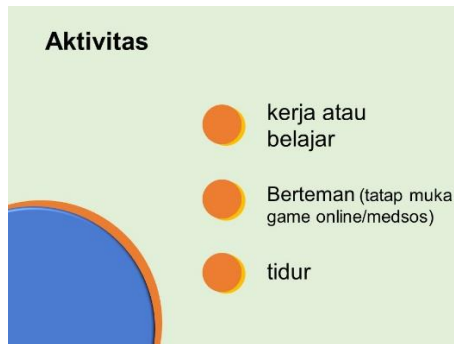 Aktivitas
kerja atau
belajar
Berteman (tatap muka
game online/medsos)
tidur